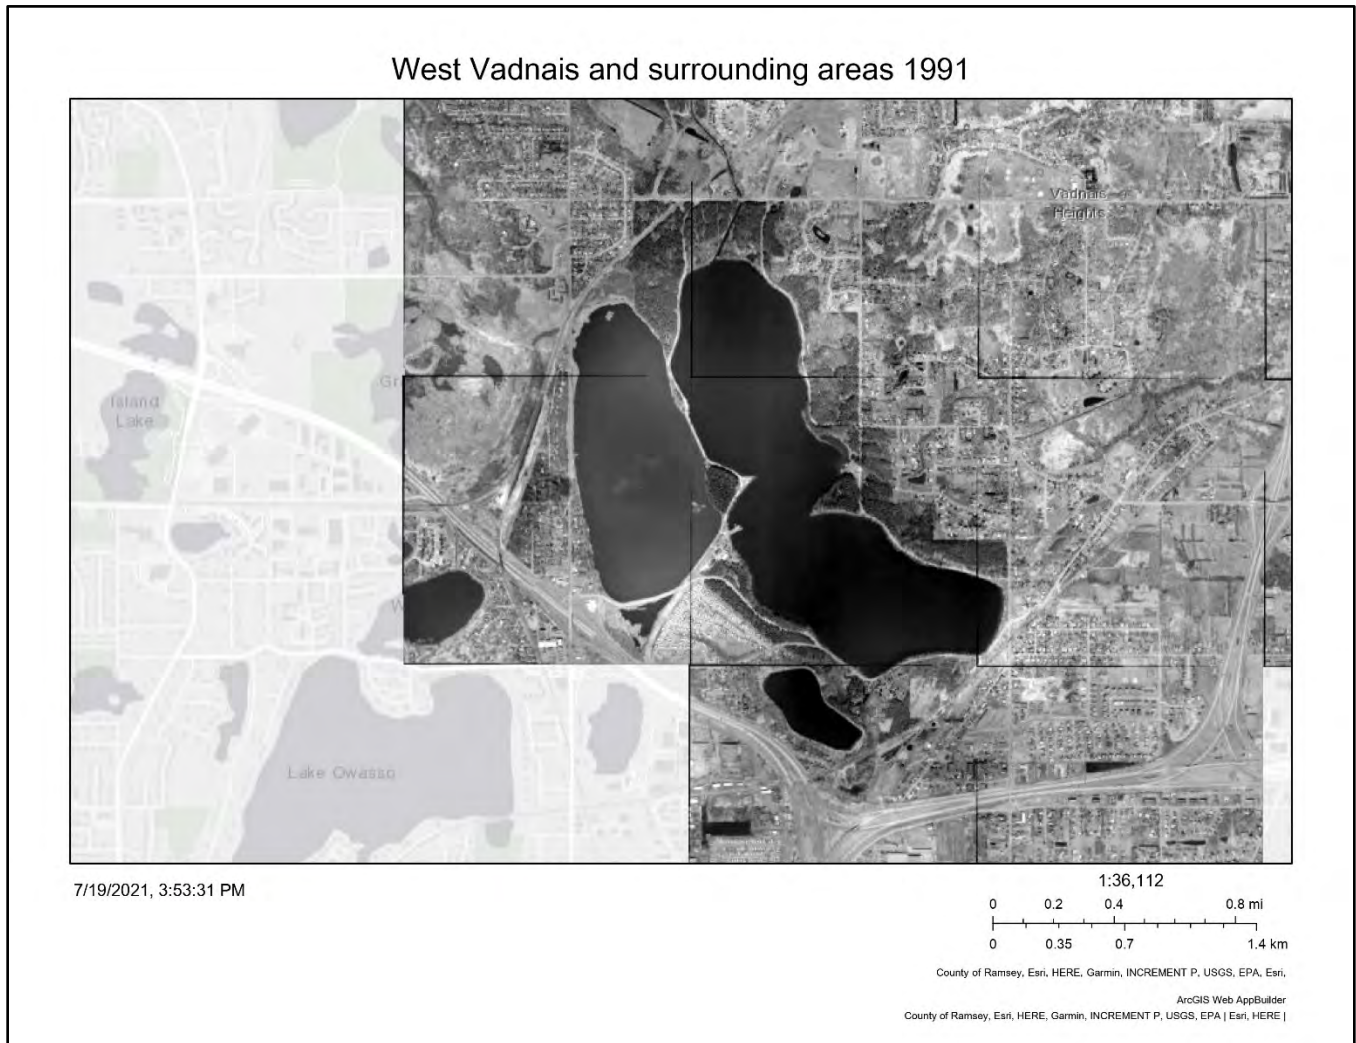 West Vadnais and surrounding areas 1991
Vadnais
Heights
Island
Lake
Gr
W
Lake Owasso
7/19/2021, 3:53:31 PM
1:36,112
0 0.2 0.4 0.8 mi
0 0.35 0.7 1.4 km
County of Ramsey, Esri, HERE, Garmin, INCREMENT P, USGS, EPA, Esri,
ArcGIS Web AppBuilder
County of Ramsey, Esri, HERE, Garmin, INCREMENT P, USGS, EPA | Esri, HERE |